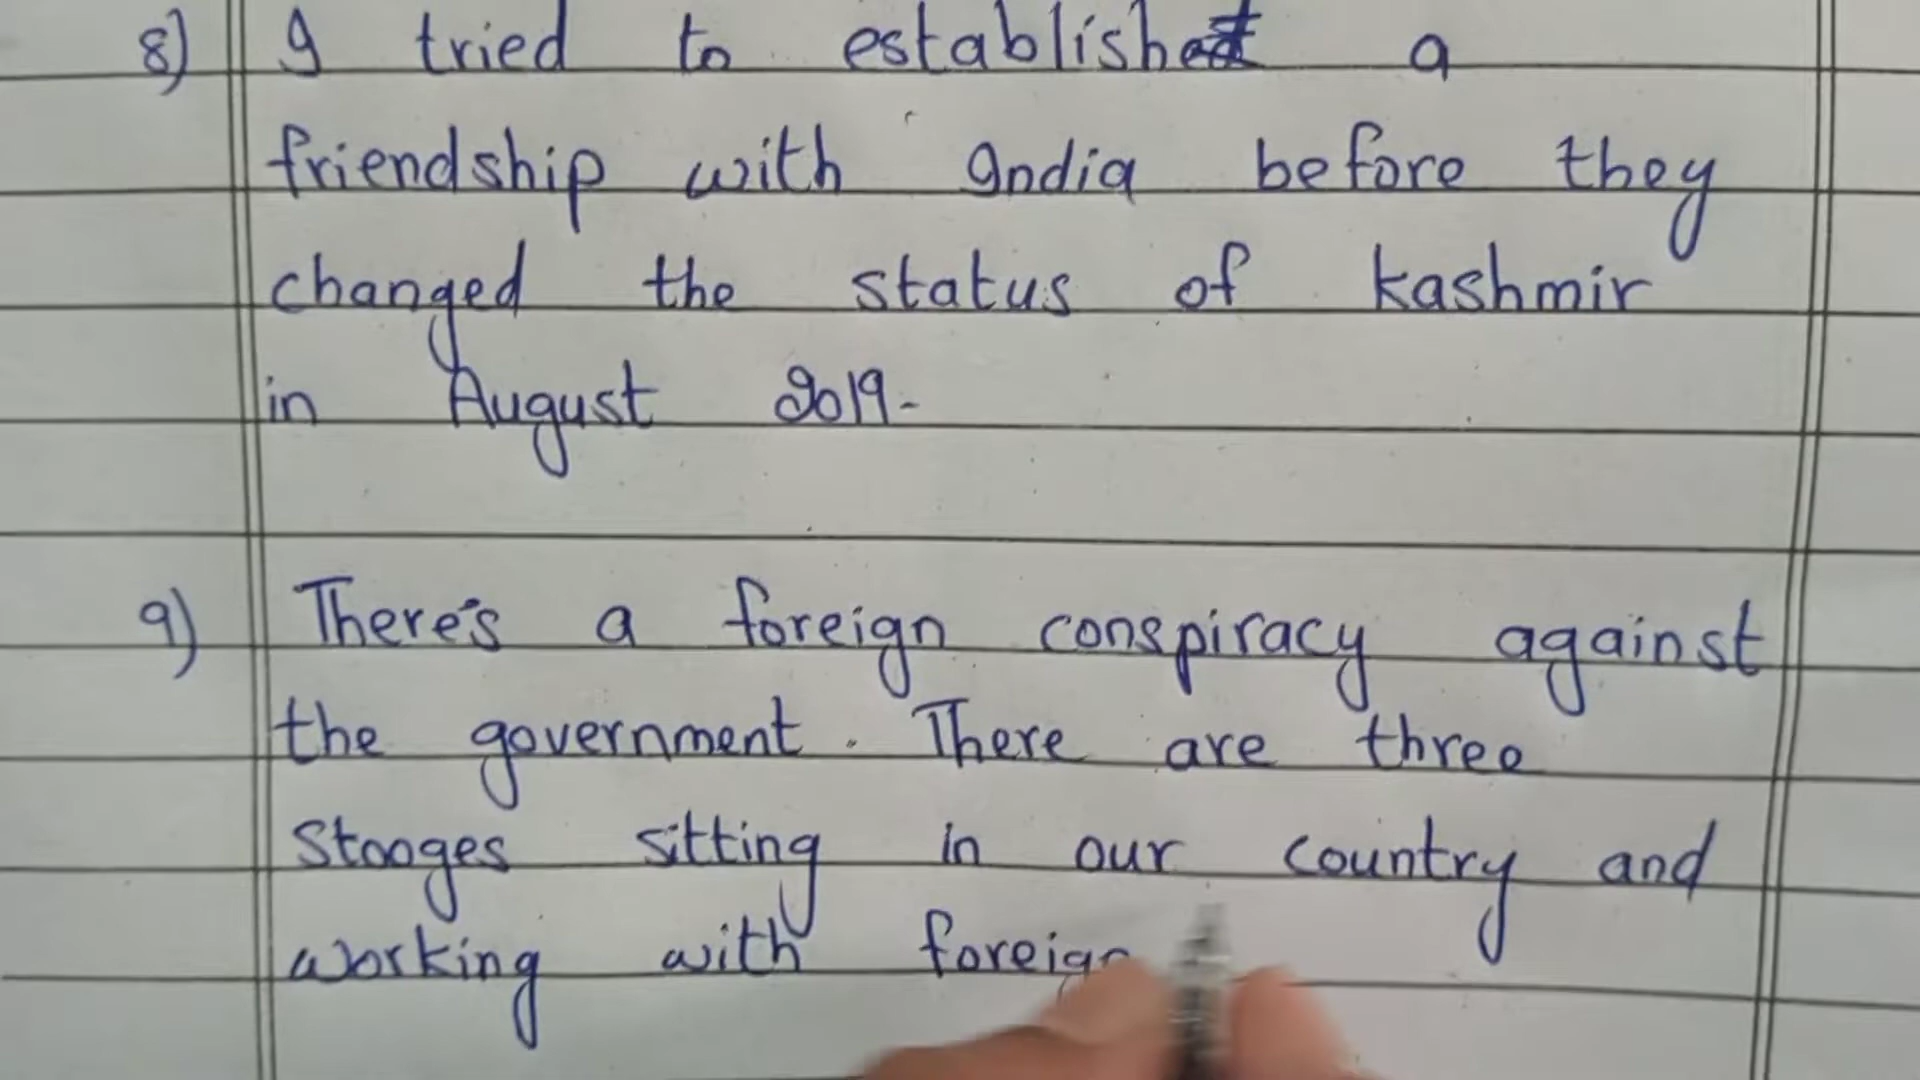 8) I tried to establish a
friendship with India before they
changed the status of kashmir
in August 2019.
9) There's a foreign conspiracy against
the government. There are three
stooges sitting in our country and
working with foreign